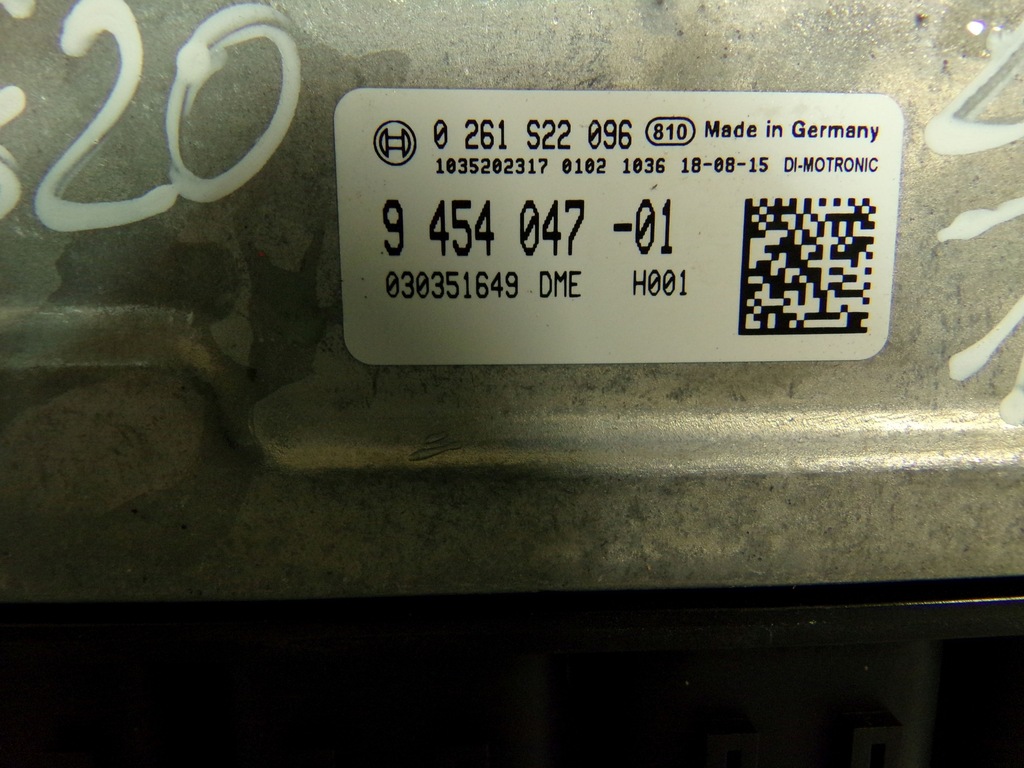 20
0 261 S22 096 810 Made in Germany
1035202317 0102 1036 18-08-15 DI-MOTRONIC
9 454 047 -01
030351649 DME H001